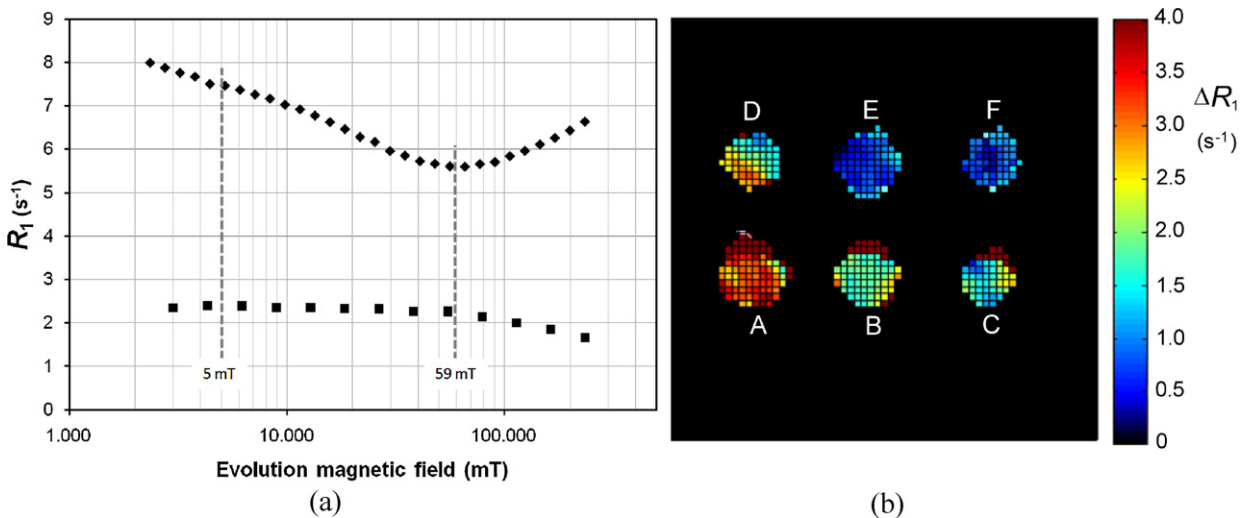 9
8
7
6
5
4
3
2
1
0
R1 (s-1)
5 mT
59 mT
1.000
10.000
100.000
Evolution magnetic field (mT)
(a)
D
E
F
A
B
C
4.0
3.5
3.0
2.5
2.0
1.5
1.0
0.5
0
ΔR1
(s-1)
(b)